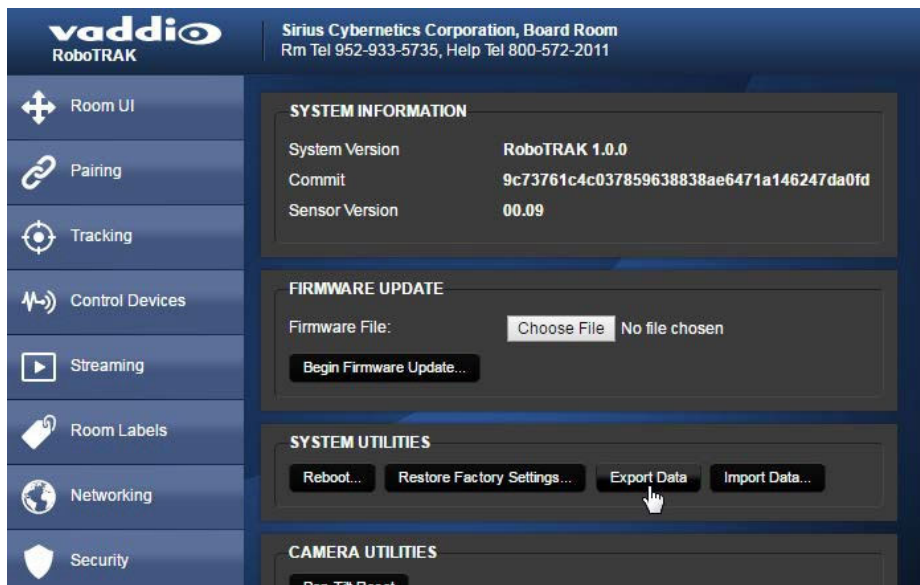 vaddio
RoboTRAK
Sirius Cybernetics Corporation, Board Room
Rm Tel 952-933-5735, Help Tel 800-572-2011
Room UI
Pairing
Tracking
Control Devices
Streaming
Room Labels
Networking
Security
SYSTEM INFORMATION
System Version RoboTRAK 1.0.0
Commit 9c73761c4c037859638838ae6471a146247da0fd
Sensor Version 00.09
FIRMWARE UPDATE
Firmware File: Choose File No file chosen
Begin Firmware Update...
SYSTEM UTILITIES
Reboot... Restore Factory Settings... Export Data Import Data...
CAMERA UTILITIES
Pan-Tilt Reset